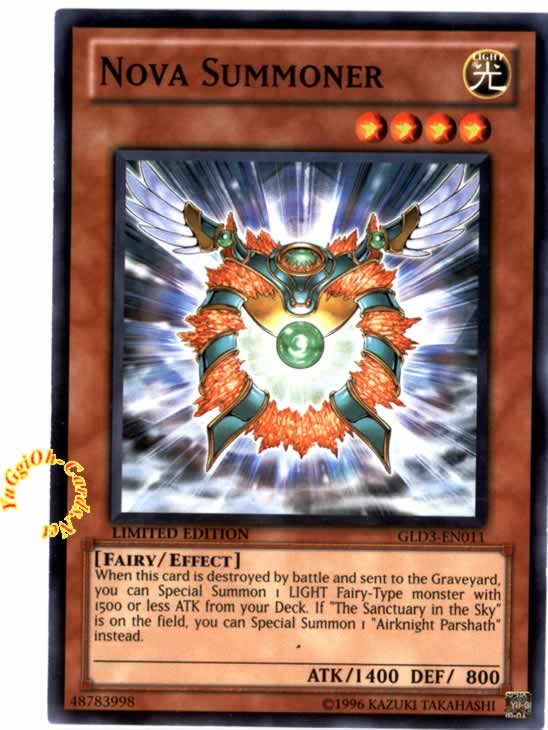 NOVA SUMMONER
LIGHT
光
YuGgiOh-Cards.Net
LIMITED EDITION
GLD3-EN011
[FAIRY/EFFECT]
When this card is destroyed by battle and sent to the Graveyard,
you can Special Summon 1 LIGHT Fairy-Type monster with
1500 or less ATK from your Deck. If "The Sanctuary in the Sky"
is on the field, you can Special Summon 1 "Airknight Parshath"
instead.
ATK/1400 DEF/ 800
48783998
©1996 KAZUKI TAKAHASHI